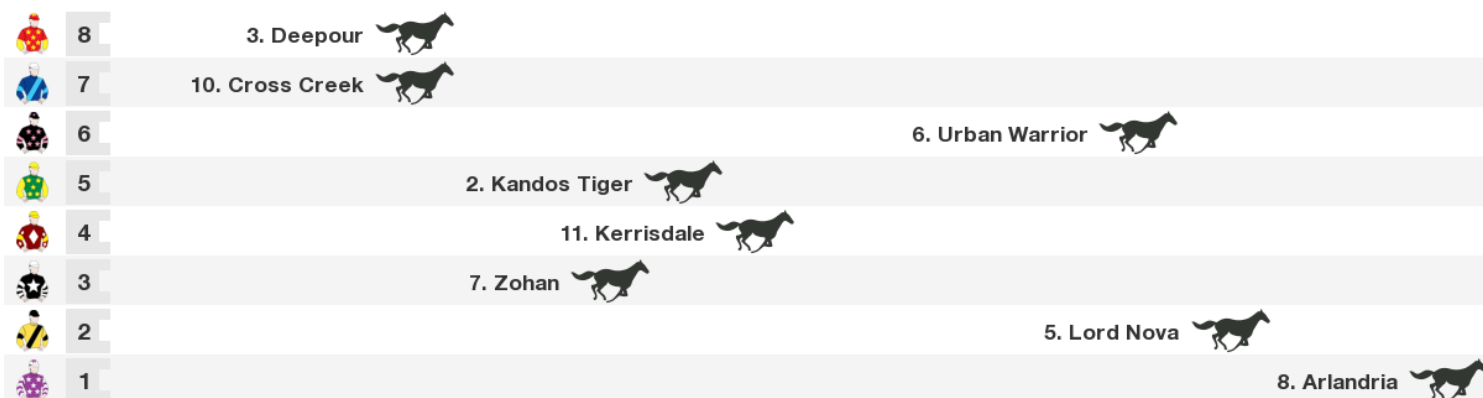 8 3. Deepour
7 10. Cross Creek
6 6. Urban Warrior
5 2. Kandos Tiger
4 11. Kerrisdale
3 7. Zohan
2 5. Lord Nova
1 8. Arlandria